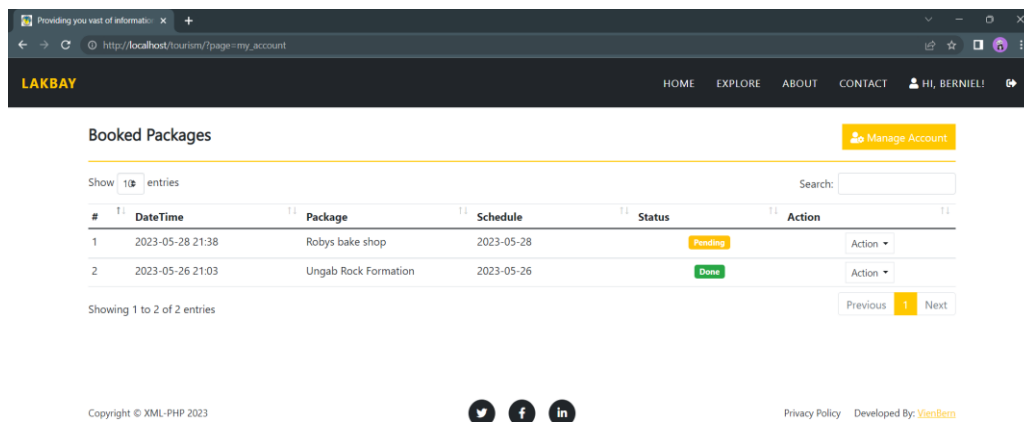 Providing you vast of informatio
http://localhost/tourism/?page=my_account
LAKBAY HOME EXPLORE ABOUT CONTACT HI, BERNIEL!
Booked Packages Manage Account
Show 10 entries Search:
# DateTime Package Schedule Status Action
1 2023-05-28 21:38 Robys bake shop 2023-05-28 Pending Action
2 2023-05-26 21:03 Ungab Rock Formation 2023-05-26 Done Action
Showing 1 to 2 of 2 entries Previous 1 Next
Copyright © XML-PHP 2023 Privacy Policy Developed By: VienBern